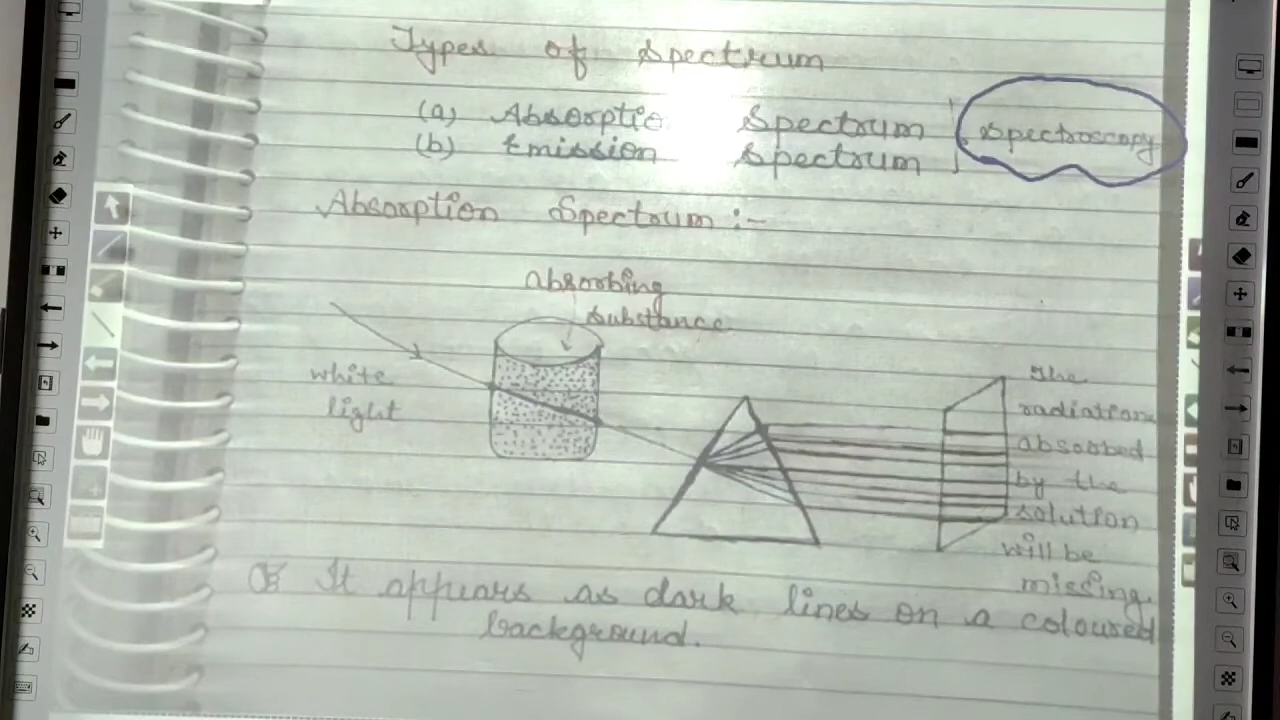 Types of Spectrum
(a) Absorptio Spectrum
(b) Emission Spectrum
Spectroscopy
Absorption Spectrum :-
absorbing
substance
white
light
The
radiations
absorbed
by the
solution
will be
missing.
It appears as dark lines on a coloured
background.